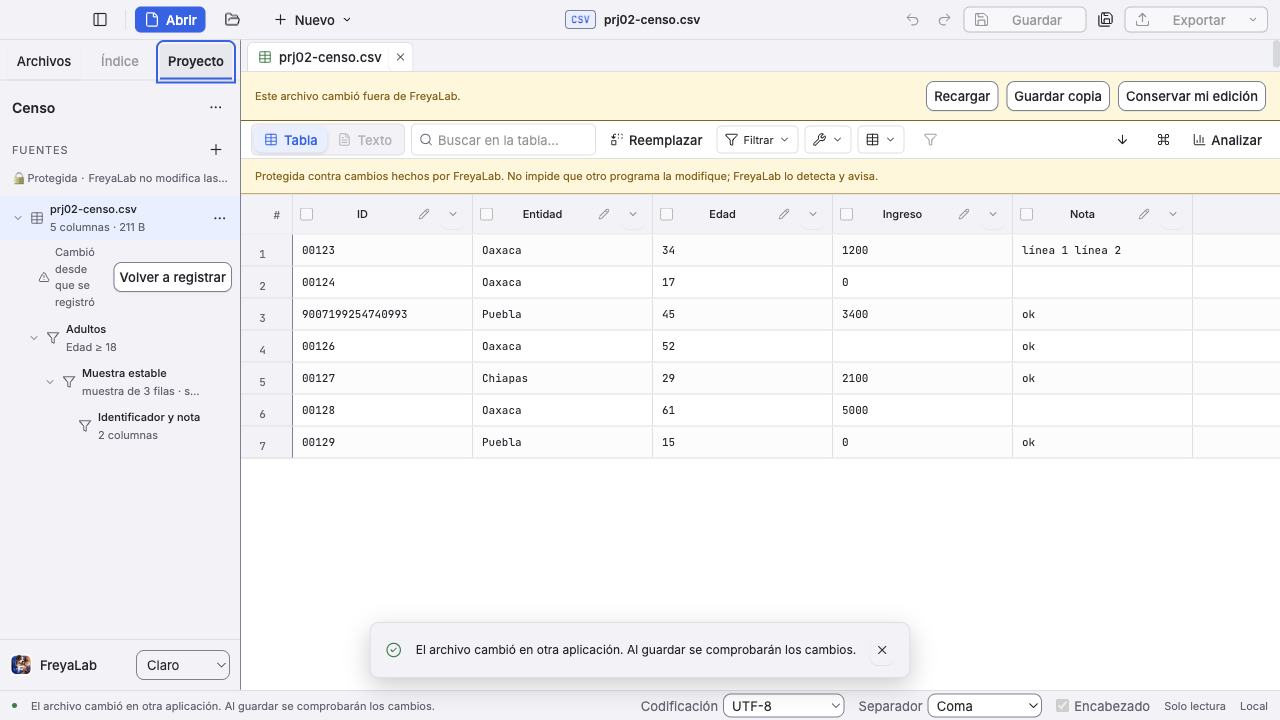 Abrir
Nuevo
CSV prj02-censo.csv
Guardar
Exportar
Archivos
Índice
Proyecto
prj02-censo.csv
Censo
Este archivo cambió fuera de FreyaLab.
Recargar
Guardar copia
Conservar mi edición
FUENTES
Tabla
Texto
Buscar en la tabla...
Reemplazar
Filtrar
Analizar
Protegida · FreyaLab no modifica las...
Protegida contra cambios hechos por FreyaLab. No impide que otro programa la modifique; FreyaLab lo detecta y avisa.
prj02-censo.csv
5 columnas · 211 B
Cambió
desde
que se
registró
Volver a registrar
Adultos
Edad ≥ 18
Muestra estable
muestra de 3 filas · s...
Identificador y nota
2 columnas
# ID Entidad Edad Ingreso Nota
1 00123 Oaxaca 34 1200 línea 1 línea 2
2 00124 Oaxaca 17 0
3 9007199254740993 Puebla 45 3400 ok
4 00126 Oaxaca 52 ok
5 00127 Chiapas 29 2100 ok
6 00128 Oaxaca 61 5000
7 00129 Puebla 15 0 ok
El archivo cambió en otra aplicación. Al guardar se comprobarán los cambios.
FreyaLab
Claro
El archivo cambió en otra aplicación. Al guardar se comprobarán los cambios.
Codificación UTF-8
Separador Coma
Encabezado
Solo lectura
Local